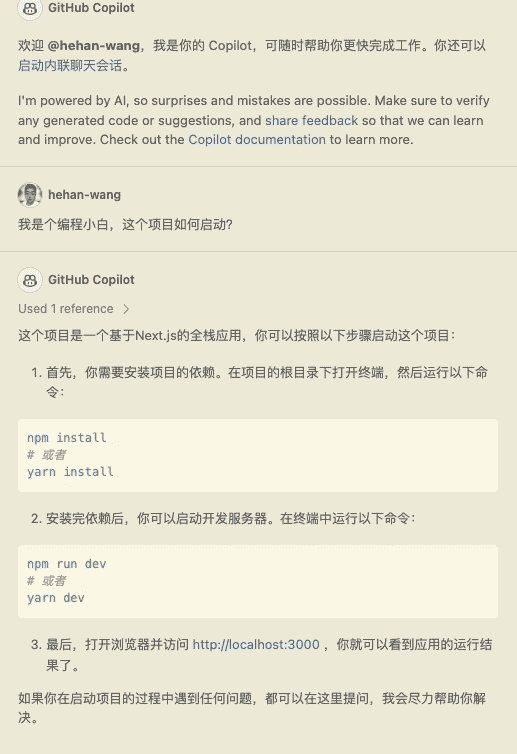 GitHub Copilot
欢迎 @hehan-wang，我是你的 Copilot，可随时帮助你更快完成工作。你还可以
启动内联聊天会话。
I'm powered by AI, so surprises and mistakes are possible. Make sure to verify
any generated code or suggestions, and share feedback so that we can learn
and improve. Check out the Copilot documentation to learn more.
hehan-wang
我是个编程小白，这个项目如何启动?
GitHub Copilot
Used 1 reference >
这个项目是一个基于Next.js的全栈应用，你可以按照以下步骤启动这个项目：
1. 首先，你需要安装项目的依赖。在项目的根目录下打开终端，然后运行以下命
令：
npm install
# 或者
yarn install
2. 安装完依赖后，你可以启动开发服务器。在终端中运行以下命令：
npm run dev
# 或者
yarn dev
3. 最后，打开浏览器并访问 http://localhost:3000 ，你就可以看到应用的运行结
果了。
如果你在启动项目的过程中遇到任何问题，都可以在这里提问，我会尽力帮助你解
决。